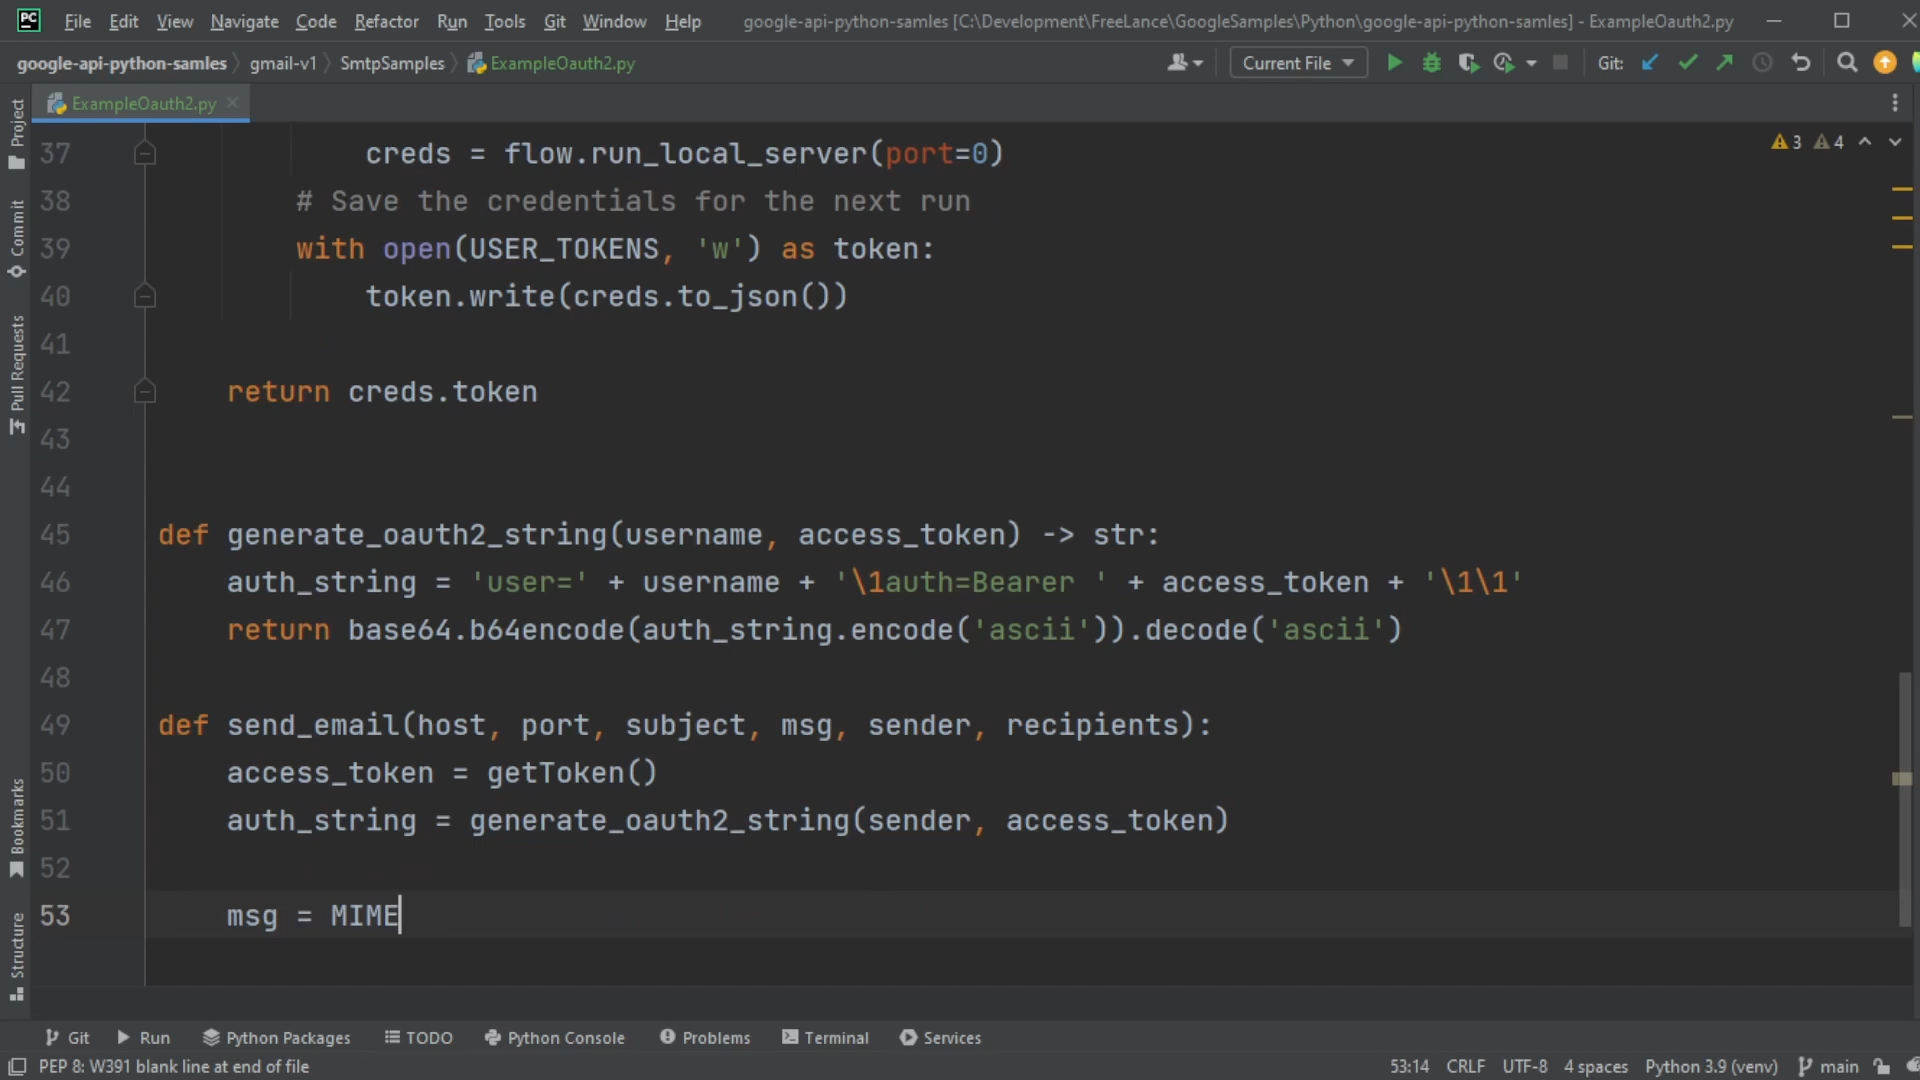 PC File Edit View Navigate Code Refactor Run Tools Git Window Help google-api-python-samles [C:\Development\FreeLance\GoogleSamples\Python\google-api-python-samles] - ExampleOauth2.py
google-api-python-samles gmail-v1 SmtpSamples ExampleOauth2.py Current File Git:
ExampleOauth2.py
3 4
Project
Commit
Pull Requests
Bookmarks
Structure
37 creds = flow.run_local_server(port=0)
38 # Save the credentials for the next run
39 with open(USER_TOKENS, 'w') as token:
40 token.write(creds.to_json())
41
42 return creds.token
43
44
45 def generate_oauth2_string(username, access_token) -> str:
46 auth_string = 'user=' + username + '\1auth=Bearer ' + access_token + '\1\1'
47 return base64.b64encode(auth_string.encode('ascii')).decode('ascii')
48
49 def send_email(host, port, subject, msg, sender, recipients):
50 access_token = getToken()
51 auth_string = generate_oauth2_string(sender, access_token)
52
53 msg = MIME
Git Run Python Packages TODO Python Console Problems Terminal Services
PEP 8: W391 blank line at end of file 53:14 CRLF UTF-8 4 spaces Python 3.9 (venv) main